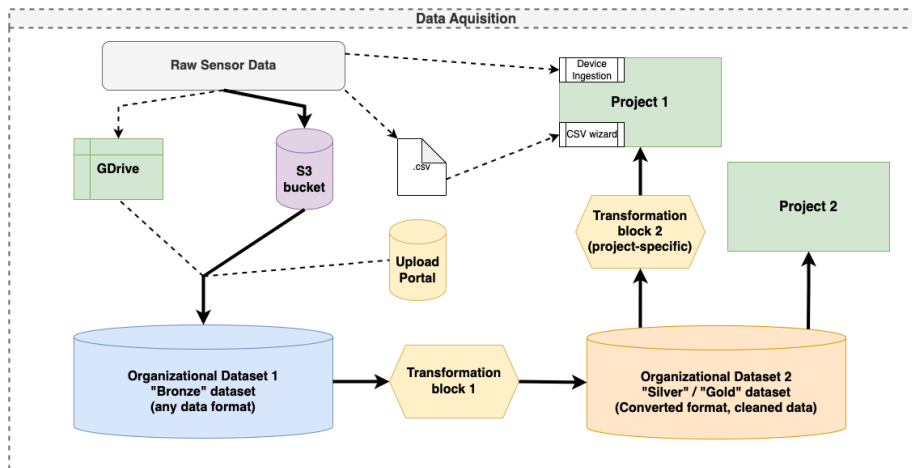 Data Aquisition
Raw Sensor Data
Device
Ingestion
Project 1
CSV wizard
GDrive
S3
bucket
.csv
Project 2
Transformation
block 2
(project-specific)
Upload
Portal
Organizational Dataset 1
"Bronze" dataset
(any data format)
Transformation
block 1
Organizational Dataset 2
"Silver" / "Gold" dataset
(Converted format, cleaned data)